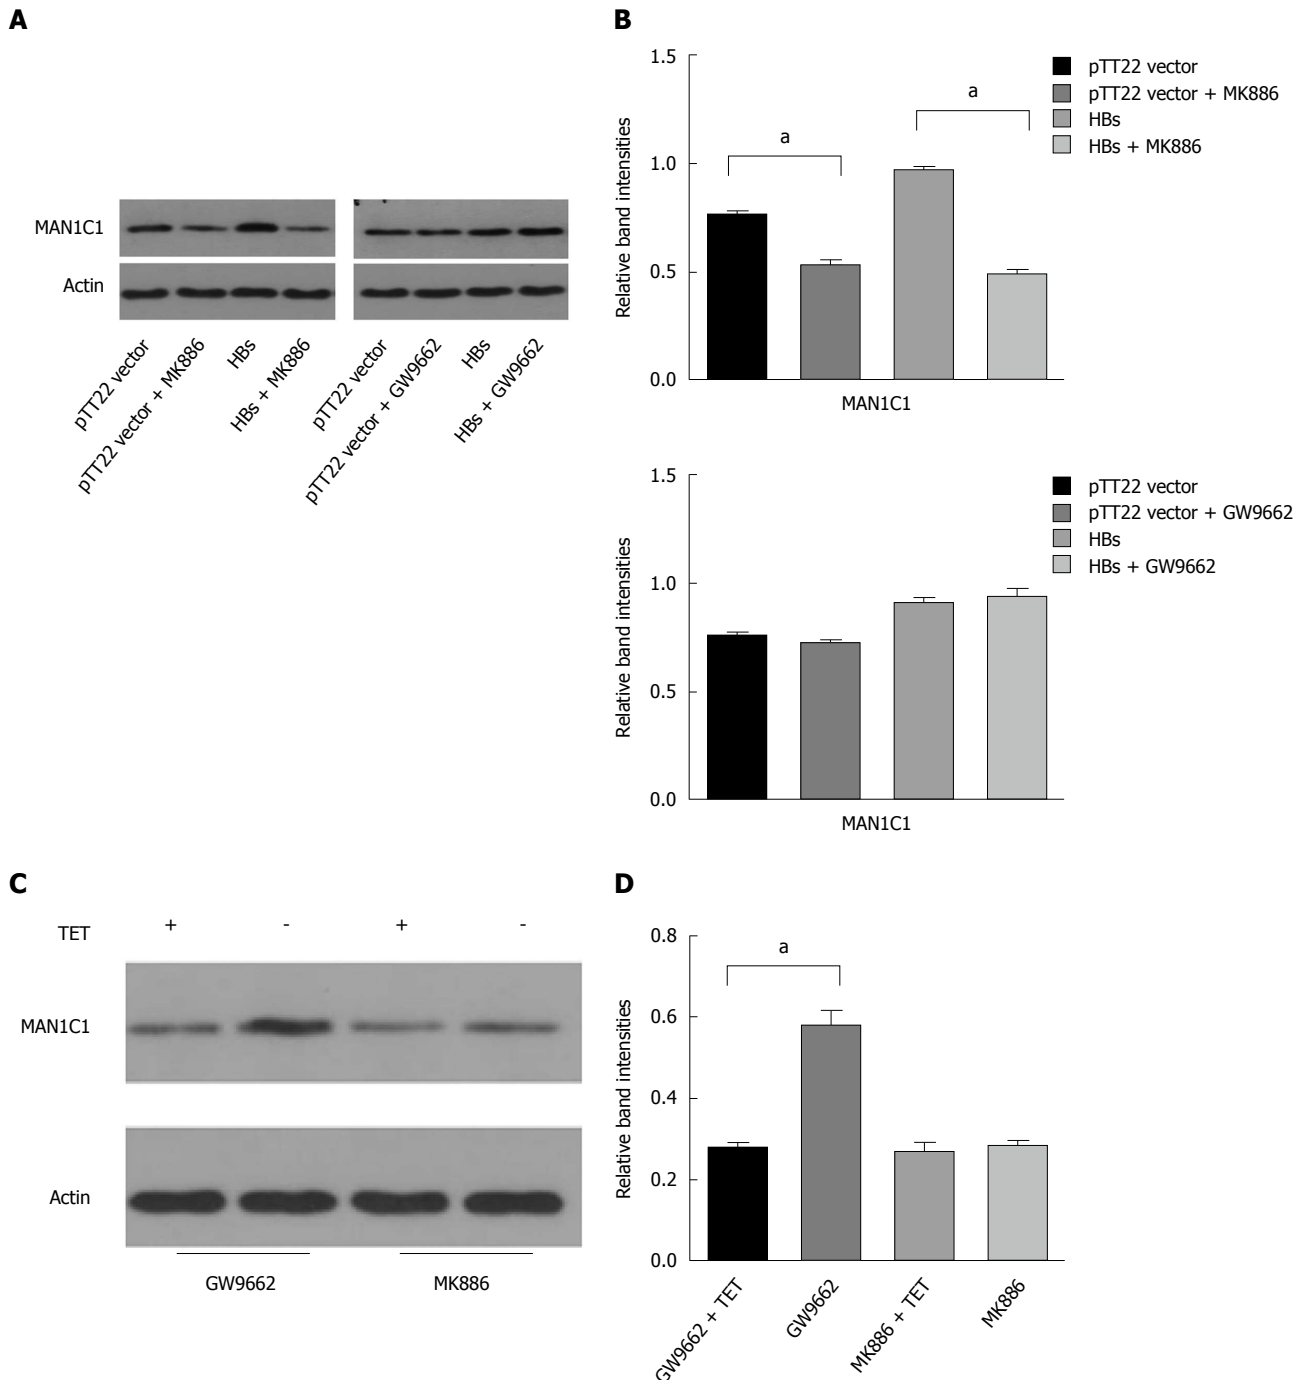 A
MAN1C1
Actin
pTT22 vector
pTT22 vector + MK886
HBs
HBs + MK886
pTT22 vector
pTT22 vector + GW9662
HBs
HBs + GW9662
B
1.5
1.0
0.5
0.0
Relative band intensities
a
a
MAN1C1
pTT22 vector
pTT22 vector + MK886
HBs
HBs + MK886
1.5
1.0
0.5
0.0
Relative band intensities
MAN1C1
pTT22 vector
pTT22 vector + GW9662
HBs
HBs + GW9662
C
TET + - + -
MAN1C1
Actin
GW9662 MK886
D
0.8
0.6
0.4
0.2
0.0
Relative band intensities
a
GW9662 + TET
GW9662
MK886 + TET
MK886